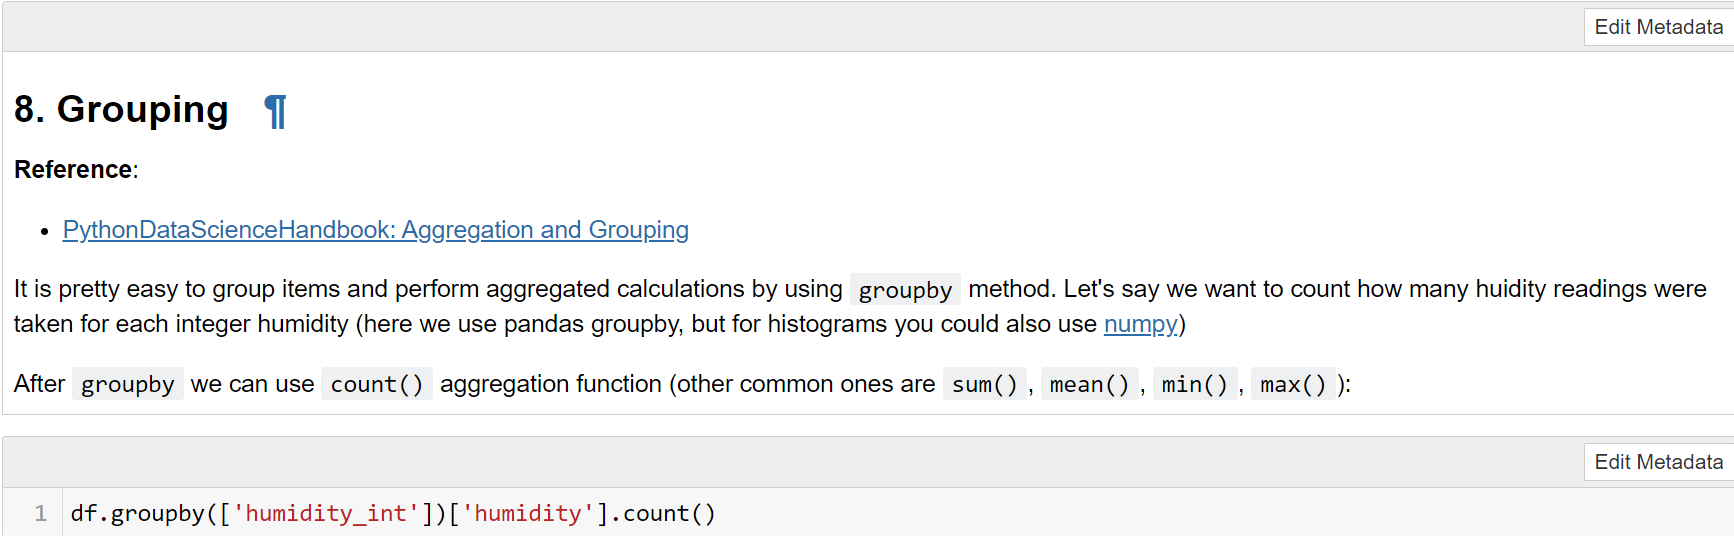 Edit Metadata
8. Grouping ¶
Reference:
• PythonDataScienceHandbook: Aggregation and Grouping
It is pretty easy to group items and perform aggregated calculations by using groupby method. Let's say we want to count how many huidity readings were
taken for each integer humidity (here we use pandas groupby, but for histograms you could also use numpy)
After groupby we can use count() aggregation function (other common ones are sum(), mean(), min(), max()):
Edit Metadata
1 df.groupby(['humidity_int'])['humidity'].count()